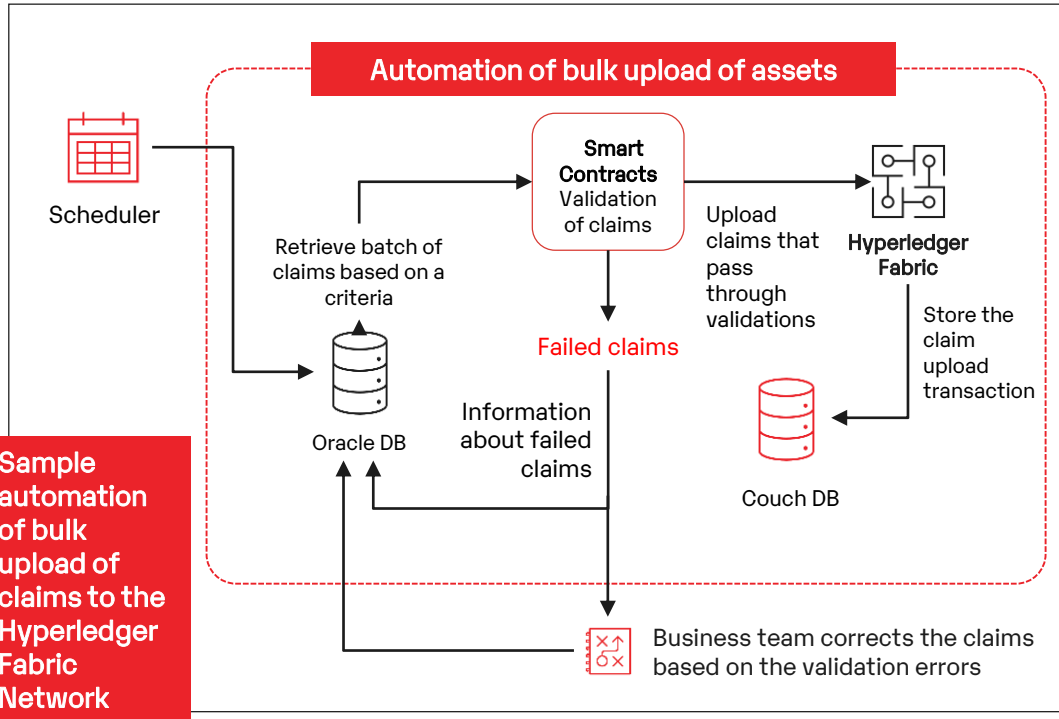 Automation of bulk upload of assets
Scheduler
Smart
Contracts
Validation
of claims
Retrieve batch of
claims based on a
criteria
Upload
claims that
pass
through
validations
Hyperledger
Fabric
Failed claims
Store the
claim
upload
transaction
Oracle DB
Information
about failed
claims
Couch DB
Sample
automation
of bulk
upload of
claims to the
Hyperledger
Fabric
Network
Business team corrects the claims
based on the validation errors